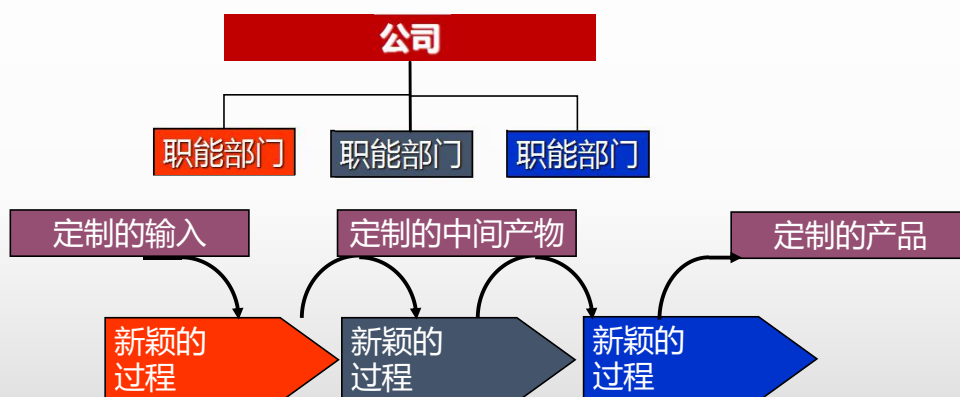 公司
职能部门
职能部门
职能部门
定制的输入
定制的中间产物
定制的产品
新颖的
过程
新颖的
过程
新颖的
过程